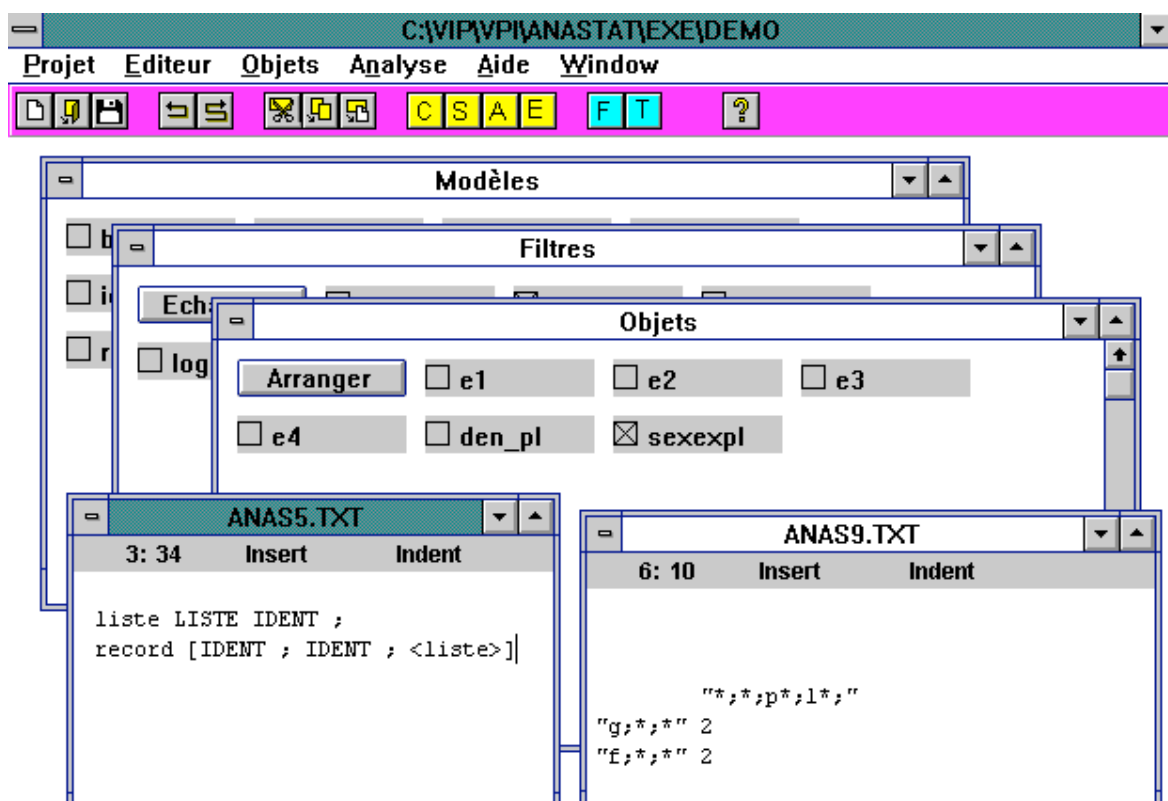 C:\VIP\VPI\ANASTAT\EXE\DEMO
Projet Editeur Objets Analyse Aide Window
C S A E F T ?
Modèles
Filtres
Objets
log
Arranger e1 e2 e3
e4 den_pl sexexpl
ANAS5.TXT
3: 34 Insert Indent
liste LISTE IDENT ;
record [IDENT ; IDENT ; <liste>]
ANAS9.TXT
6: 10 Insert Indent
"*;*;p*;l*;"
"g;*;*" 2
"f;*;*" 2